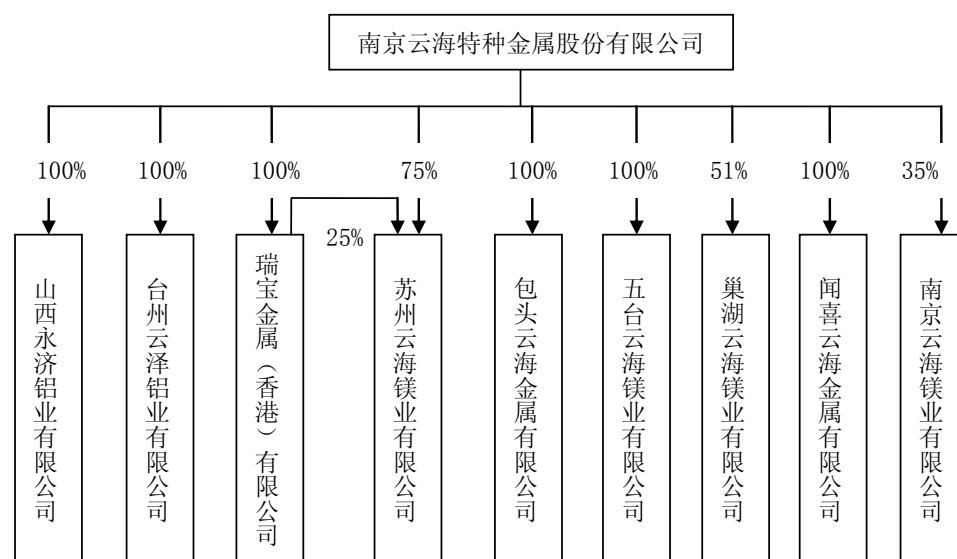 南京云海特种金属股份有限公司
100%
100%
100%
75%
100%
100%
51%
100%
35%
25%
山西永济铝业有限公司
台州云泽铝业有限公司
瑞宝金属（香港）有限公司
苏州云海镁业有限公司
包头云海金属有限公司
五台云海镁业有限公司
巢湖云海镁业有限公司
闻喜云海金属有限公司
南京云海镁业有限公司